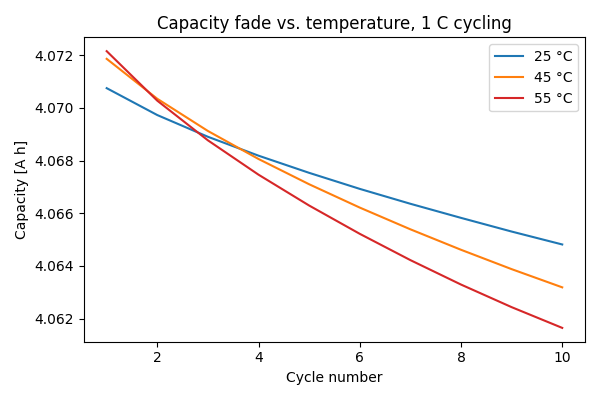 Capacity fade vs. temperature, 1 C cycling
25 °C
45 °C
55 °C
Capacity [A h]
4.072
4.070
4.068
4.066
4.064
4.062
2
4
6
8
10
Cycle number